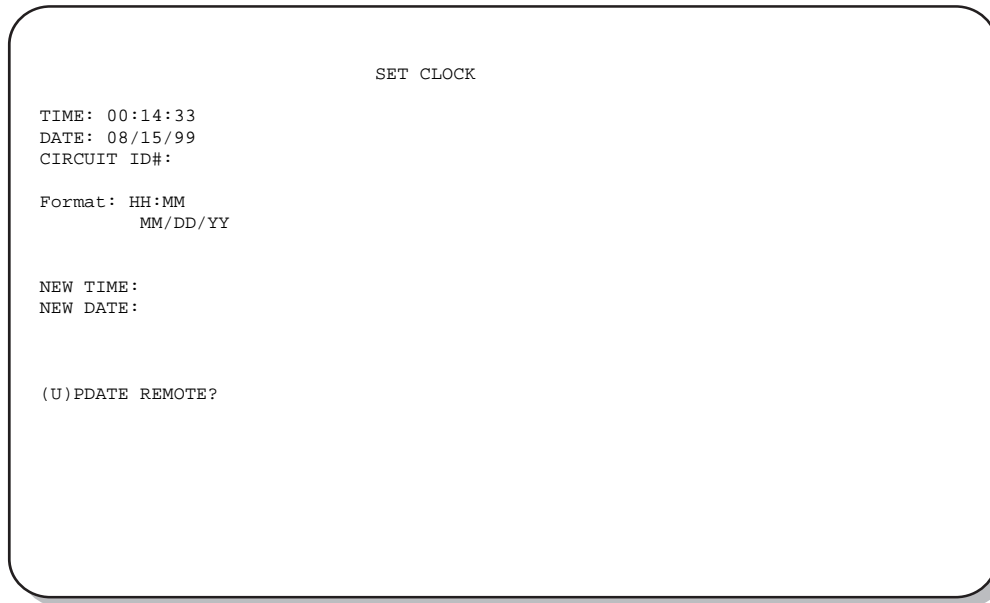 SET CLOCK
TIME: 00:14:33
DATE: 08/15/99
CIRCUIT ID#:
Format: HH:MM
MM/DD/YY
NEW TIME:
NEW DATE:
(U)PDATE REMOTE?